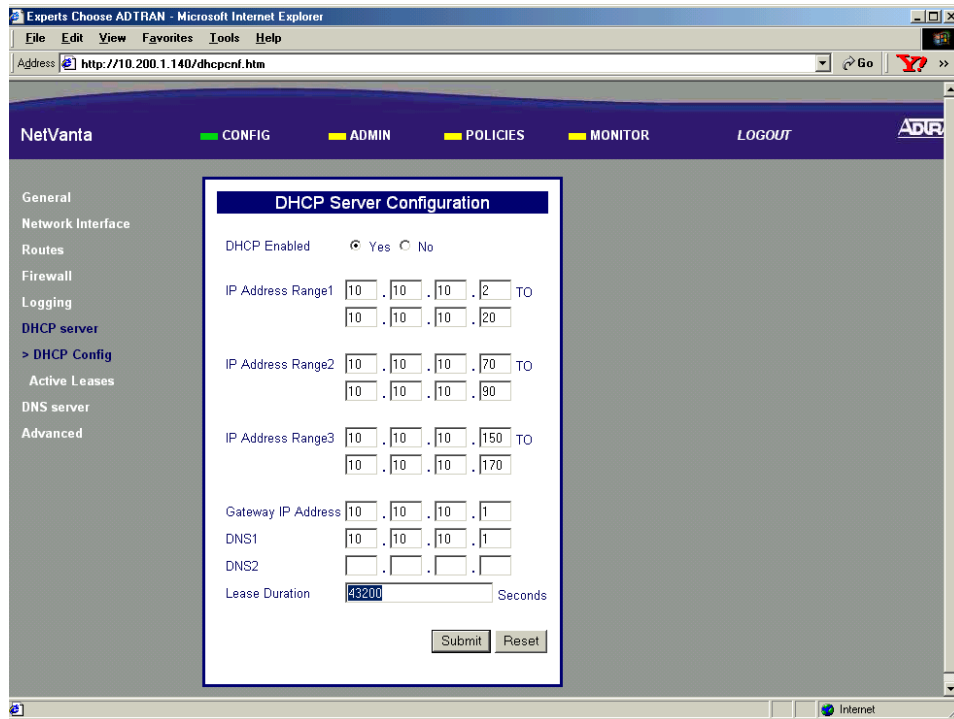 Experts Choose ADTRAN - Microsoft Internet Explorer
File Edit View Favorites Tools Help
Address http://10.200.1.140/dhcpcnf.htm Go Y! »
NetVanta CONFIG ADMIN POLICIES MONITOR LOGOUT
General
Network Interface
Routes
Firewall
Logging
DHCP server
> DHCP Config
Active Leases
DNS server
Advanced
DHCP Server Configuration
DHCP Enabled Yes No
IP Address Range1 10 . 10 . 10 . 2 TO
10 . 10 . 10 . 20
IP Address Range2 10 . 10 . 10 . 70 TO
10 . 10 . 10 . 90
IP Address Range3 10 . 10 . 10 . 150 TO
10 . 10 . 10 . 170
Gateway IP Address 10 . 10 . 10 . 1
DNS1 10 . 10 . 10 . 1
DNS2 . . .
Lease Duration 43200 Seconds
Submit Reset
Internet